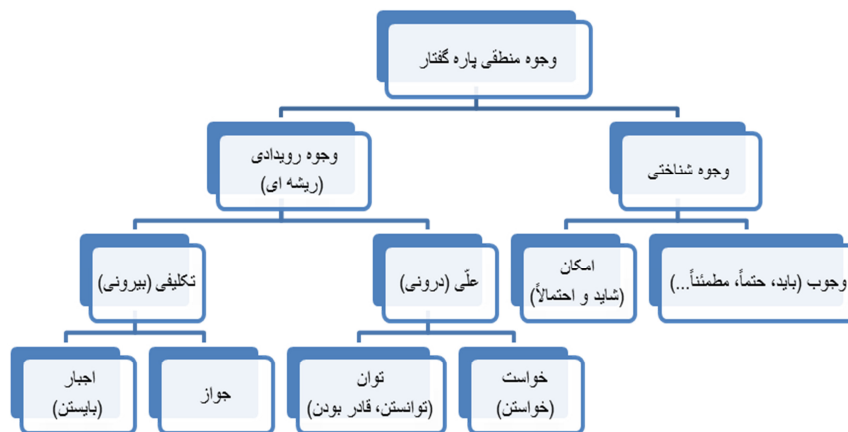 وجوه منطقی پاره گفتار
وجوه شناختی
وجوه رویدادی
(ریشه ای)
وجوب (باید، حتماً، مطمئناً...)
امکان
(شاید و احتمالاً)
علّی (درونی)
تکلیفی (بیرونی)
خواست
(خواستن)
توان
(توانستن، قادر بودن)
جواز
اجبار
(بایستن)